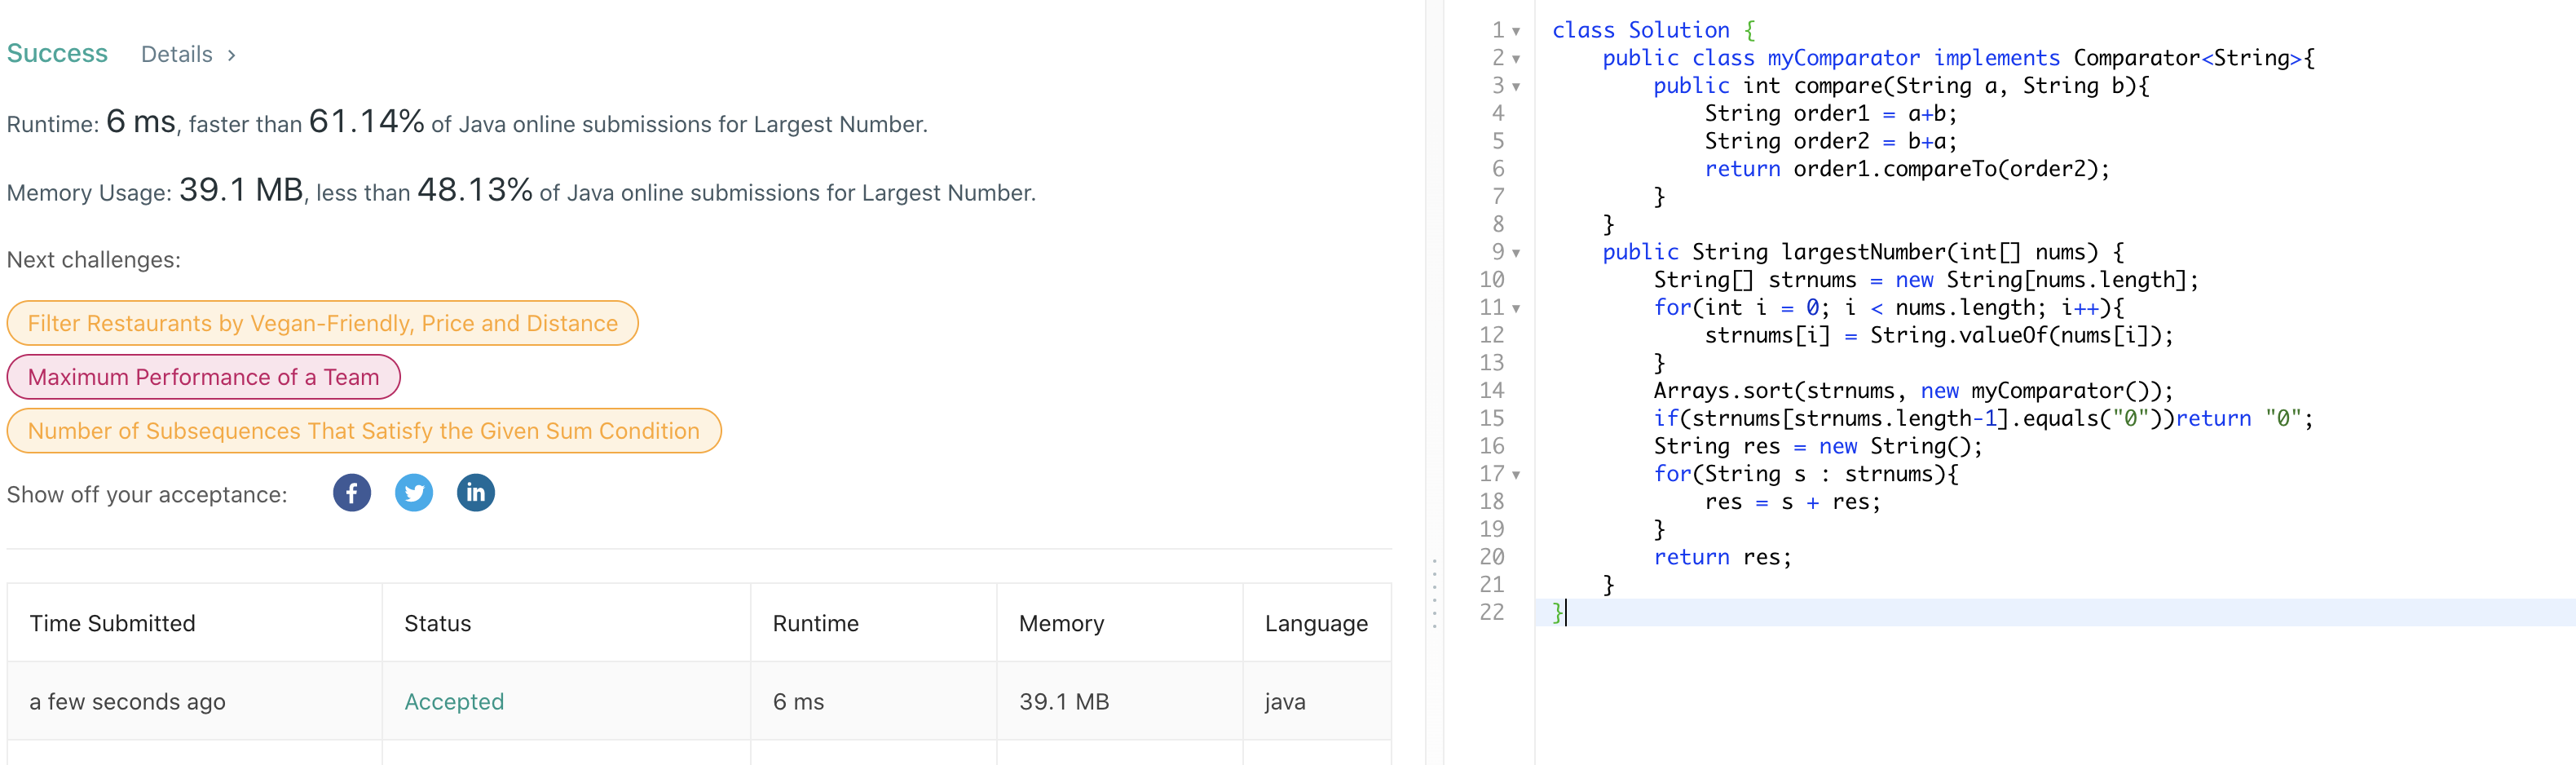 Success Details >
Runtime: 6 ms, faster than 61.14% of Java online submissions for Largest Number.
Memory Usage: 39.1 MB, less than 48.13% of Java online submissions for Largest Number.
Next challenges:
Filter Restaurants by Vegan-Friendly, Price and Distance
Maximum Performance of a Team
Number of Subsequences That Satisfy the Given Sum Condition
Show off your acceptance:
Time Submitted Status Runtime Memory Language
a few seconds ago Accepted 6 ms 39.1 MB java
1 class Solution {
2     public class myComparator implements Comparator<String>{
3         public int compare(String a, String b){
4             String order1 = a+b;
5             String order2 = b+a;
6             return order1.compareTo(order2);
7         }
8     }
9     public String largestNumber(int[] nums) {
10         String[] strnums = new String[nums.length];
11         for(int i = 0; i < nums.length; i++){
12             strnums[i] = String.valueOf(nums[i]);
13         }
14         Arrays.sort(strnums, new myComparator());
15         if(strnums[strnums.length-1].equals("0"))return "0";
16         String res = new String();
17         for(String s : strnums){
18             res = s + res;
19         }
20         return res;
21     }
22 }